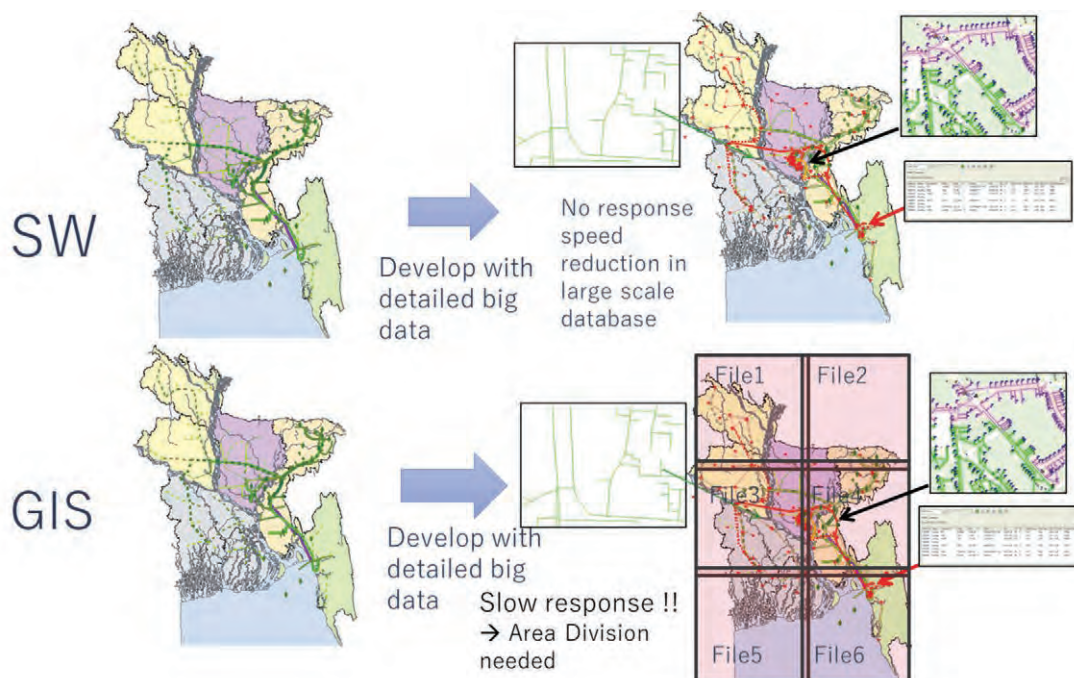 SW
Develop with
detailed big
data
No response
speed
reduction in
large scale
database
GIS
Develop with
detailed big
data
Slow response !!
→ Area Division
needed
File1
File2
File3
File4
File5
File6